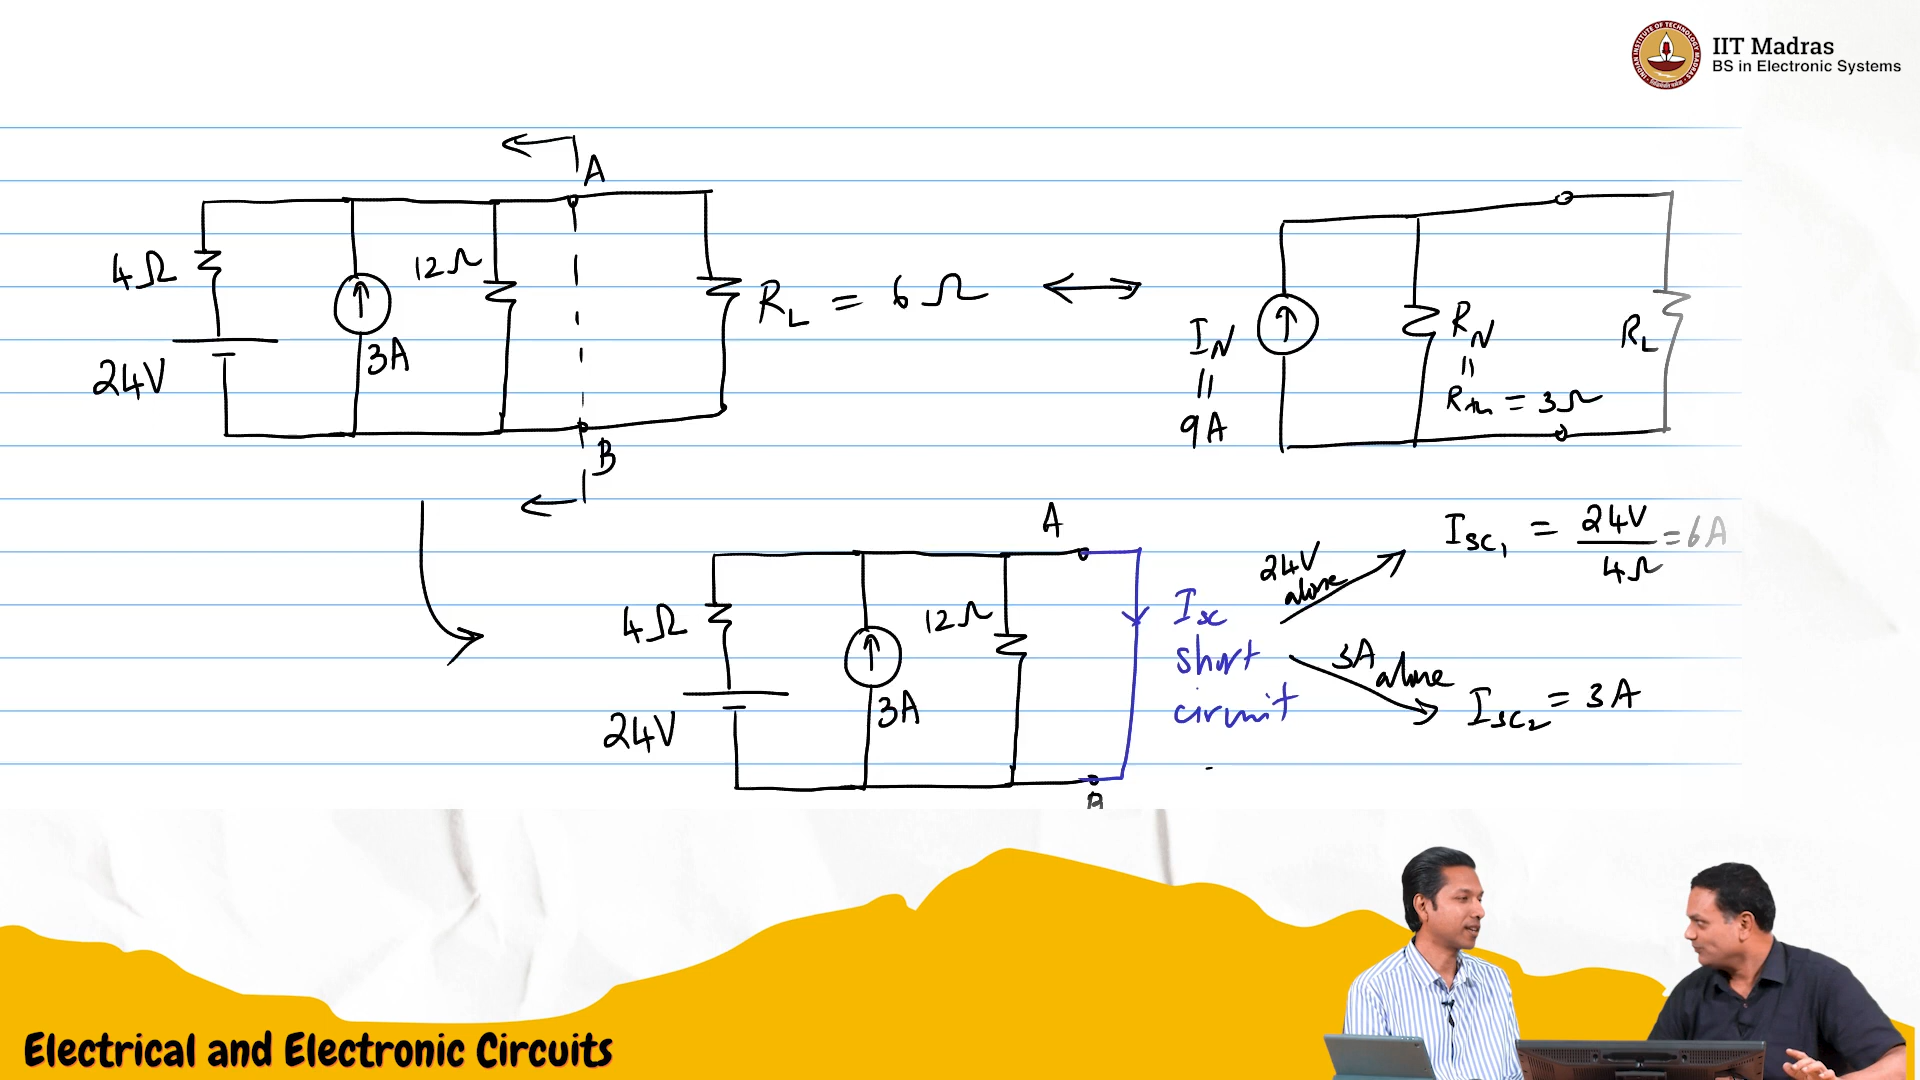 IIT Madras
BS in Electronic Systems
A
4Ω
12Ω
3A
24V
R_L = 6Ω
B
I_N
=
9A
R_N
=
R_th = 3Ω
R_L
A
4Ω
12Ω
3A
24V
B
I_sc
short
circuit
24V
alone
I_SC1 = 24V/4Ω = 6A
3A alone
I_SC2 = 3A
Electrical and Electronic Circuits